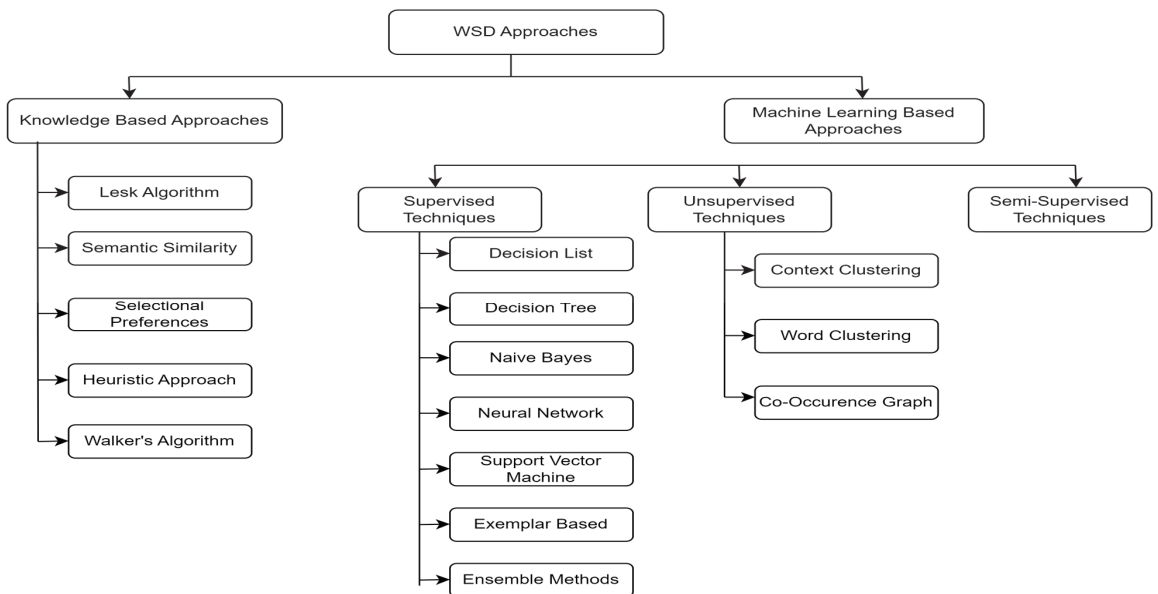 WSD Approaches
Knowledge Based Approaches
Machine Learning Based
Approaches
Lesk Algorithm
Semantic Similarity
Selectional
Preferences
Heuristic Approach
Walker's Algorithm
Supervised
Techniques
Decision List
Decision Tree
Naive Bayes
Neural Network
Support Vector
Machine
Exemplar Based
Ensemble Methods
Unsupervised
Techniques
Context Clustering
Word Clustering
Co-Occurence Graph
Semi-Supervised
Techniques